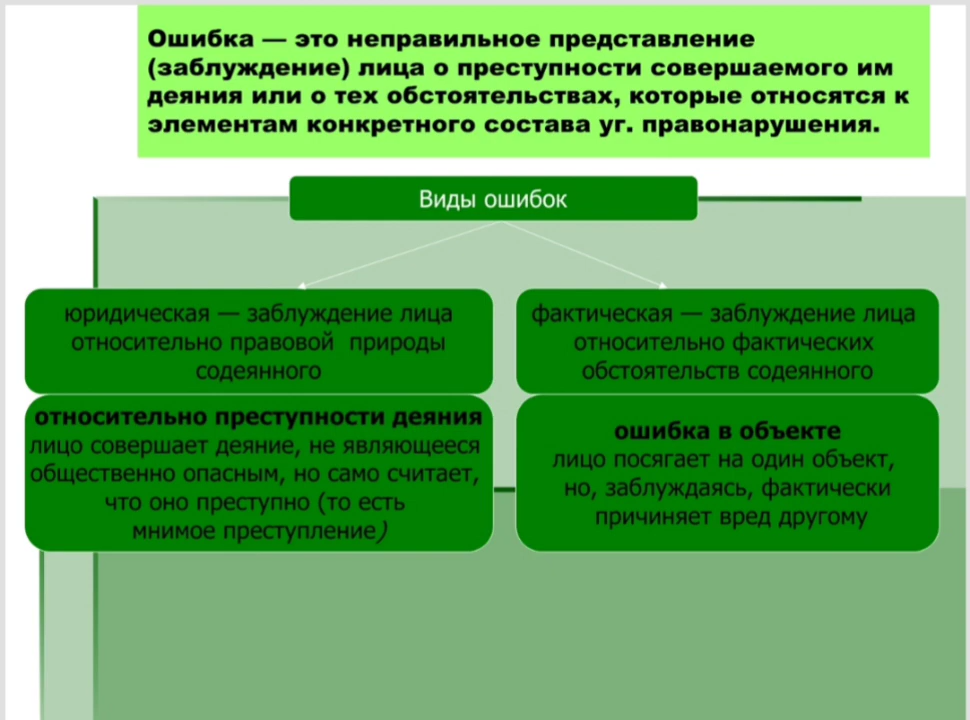 Ошибка — это неправильное представление
(заблуждение) лица о преступности совершаемого им
деяния или о тех обстоятельствах, которые относятся к
элементам конкретного состава уг. правонарушения.
Виды ошибок
юридическая — заблуждение лица
относительно правовой природы
содеянного
фактическая — заблуждение лица
относительно фактических
обстоятельств содеянного
относительно преступности деяния
лицо совершает деяние, не являющееся
общественно опасным, но само считает,
что оно преступно (то есть
мнимое преступление)
ошибка в объекте
лицо посягает на один объект,
но, заблуждаясь, фактически
причиняет вред другому